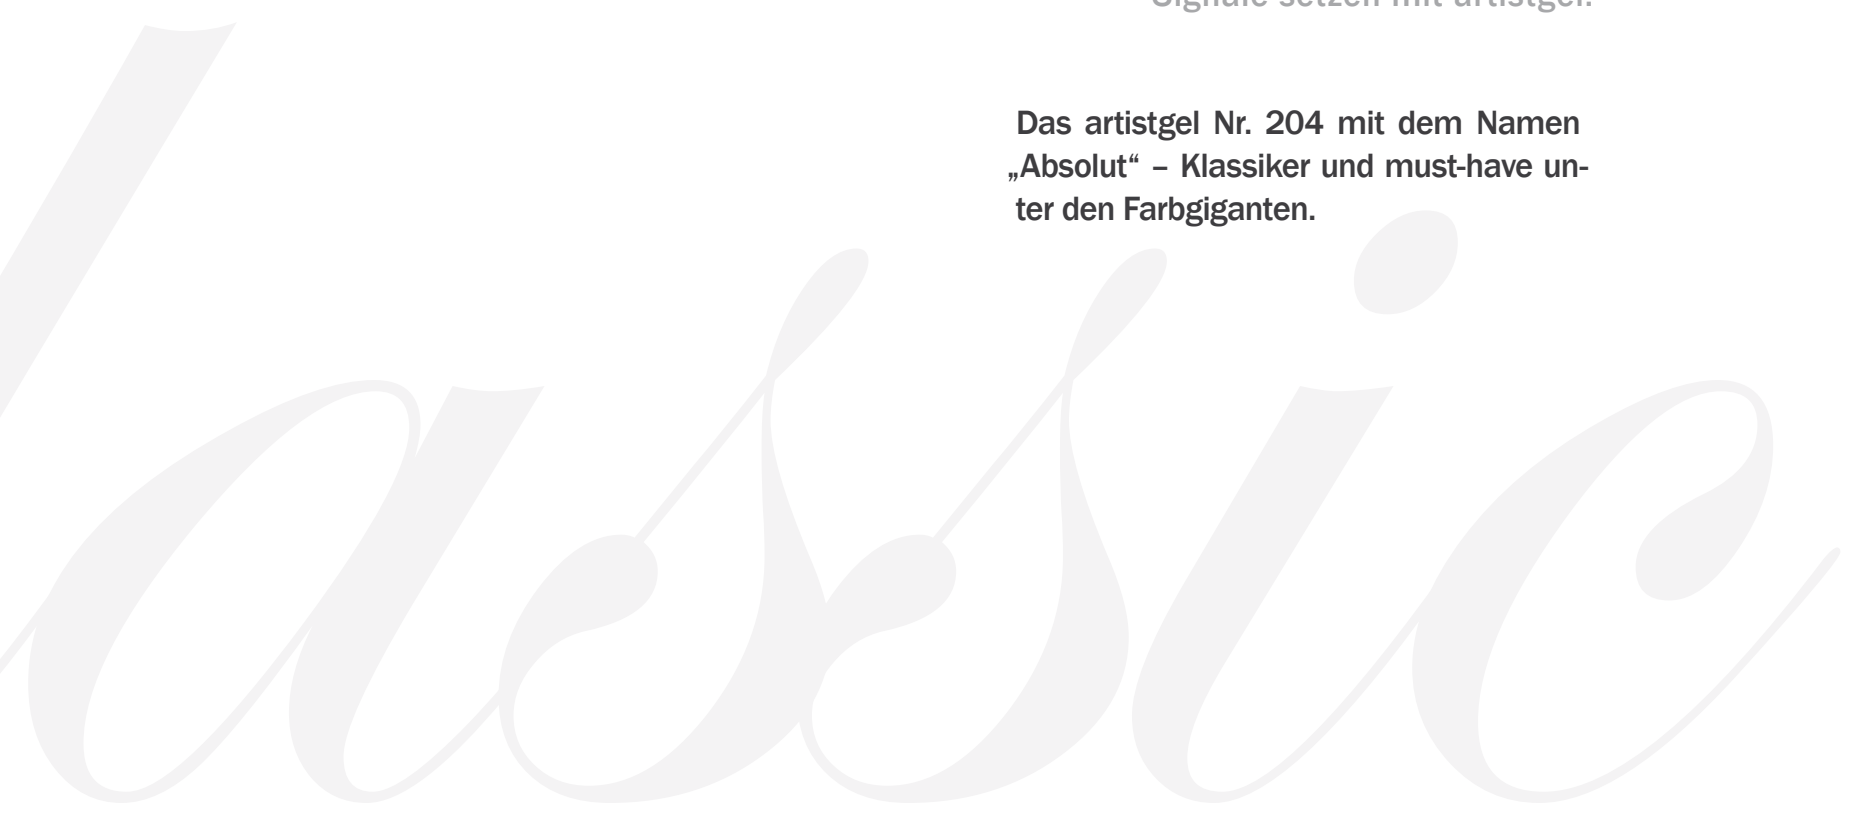 Signale setzen mit artistgel.
Das artistgel Nr. 204 mit dem Namen
„Absolut“ – Klassiker und must-have un-
ter den Farbgiganten.
lassic